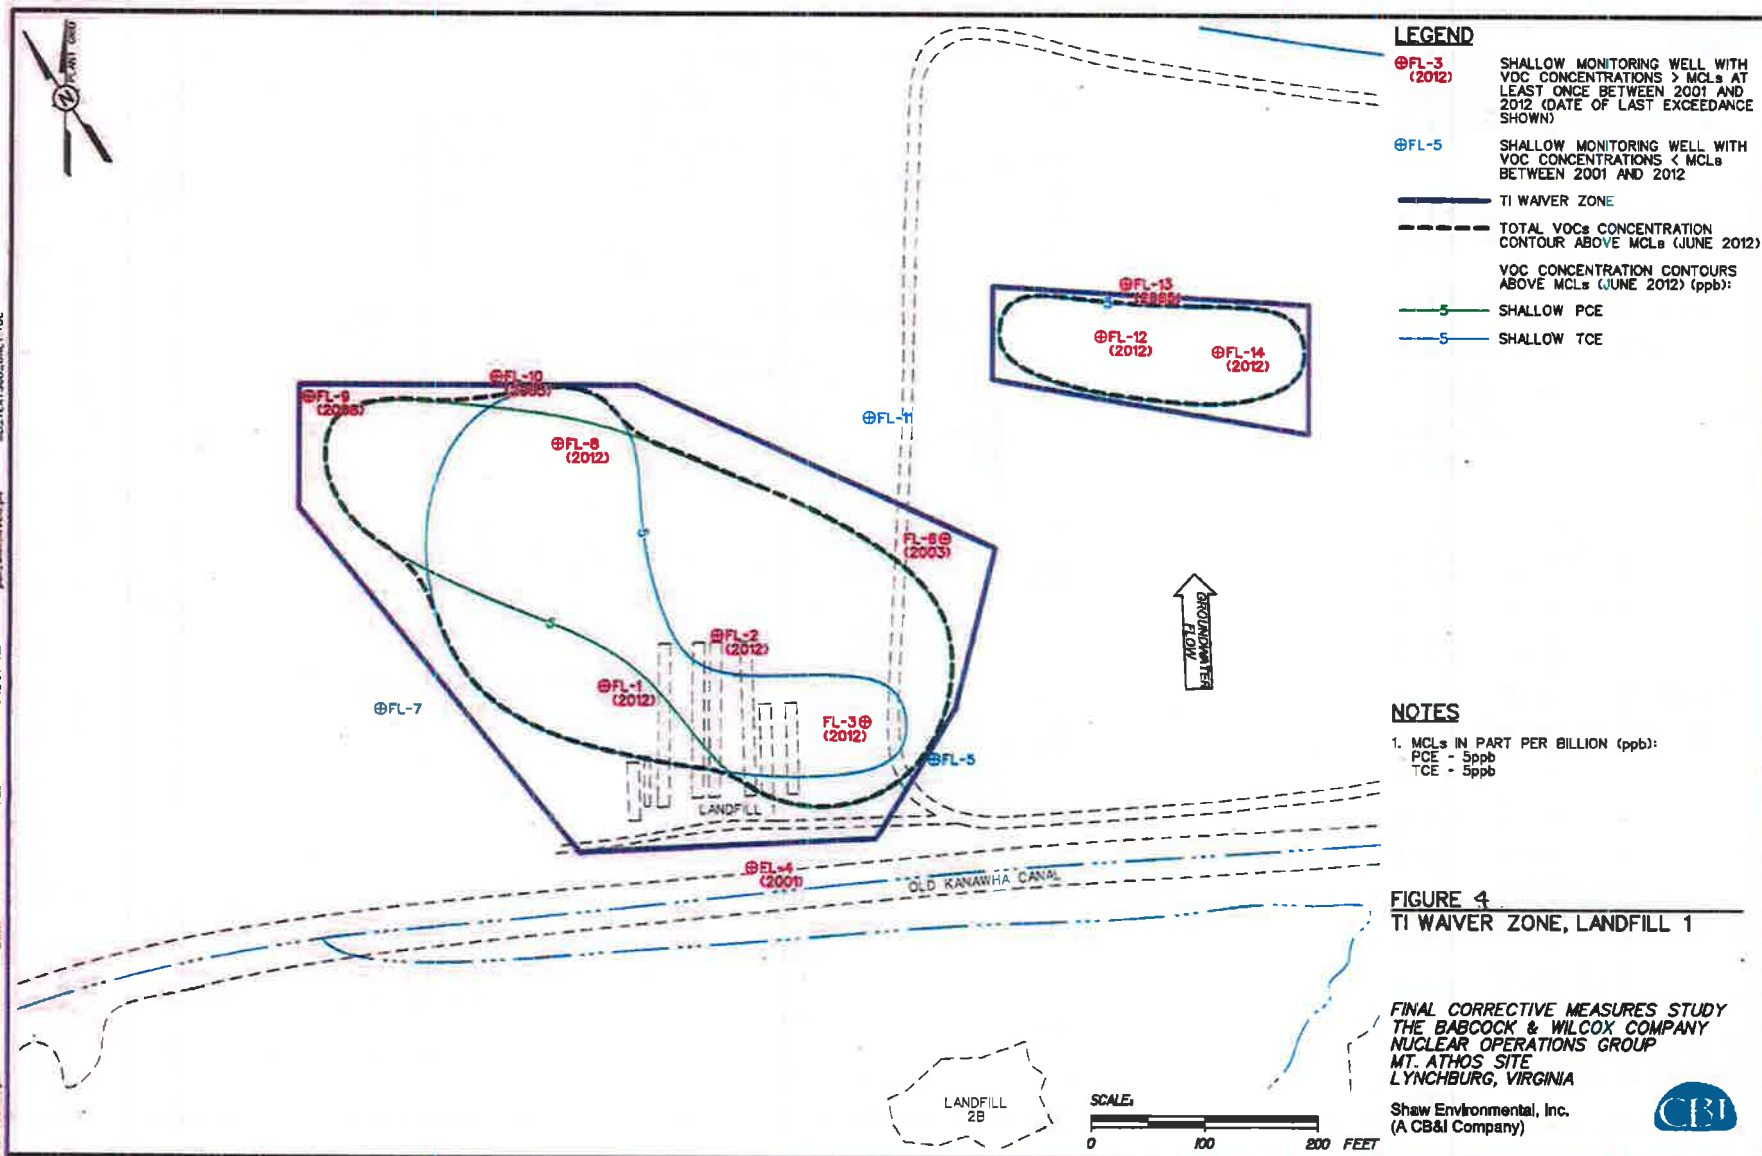 PLANT GRID
N
LEGEND
FL-3
(2012)
SHALLOW MONITORING WELL WITH
VOC CONCENTRATIONS > MCLs AT
LEAST ONCE BETWEEN 2001 AND
2012 (DATE OF LAST EXCEEDANCE
SHOWN)
FL-5
SHALLOW MONITORING WELL WITH
VOC CONCENTRATIONS < MCLs
BETWEEN 2001 AND 2012
TI WAIVER ZONE
TOTAL VOCs CONCENTRATION
CONTOUR ABOVE MCLs (JUNE 2012)
VOC CONCENTRATION CONTOURS
ABOVE MCLs (JUNE 2012) (ppb):
5
SHALLOW PCE
5
SHALLOW TCE
FL-13
5
FL-12
(2012)
FL-14
(2012)
FL-10
FL-9
FL-8
(2012)
FL-11
5
FL-6
(2003)
GROUNDWATER
FLOW
5
FL-2
(2012)
FL-1
(2012)
FL-7
FL-3
(2012)
FL-5
LANDFILL 1
FL-4
(2001)
OLD KANAWHA CANAL
NOTES
1. MCLs IN PART PER BILLION (ppb):
PCE - 5ppb
TCE - 5ppb
FIGURE 4
TI WAIVER ZONE, LANDFILL 1
FINAL CORRECTIVE MEASURES STUDY
THE BABCOCK & WILCOX COMPANY
NUCLEAR OPERATIONS GROUP
MT. ATHOS SITE
LYNCHBURG, VIRGINIA
Shaw Environmental, Inc.
(A CB&I Company)
CB&I
LANDFILL
2B
SCALE:
0 100 200 FEET